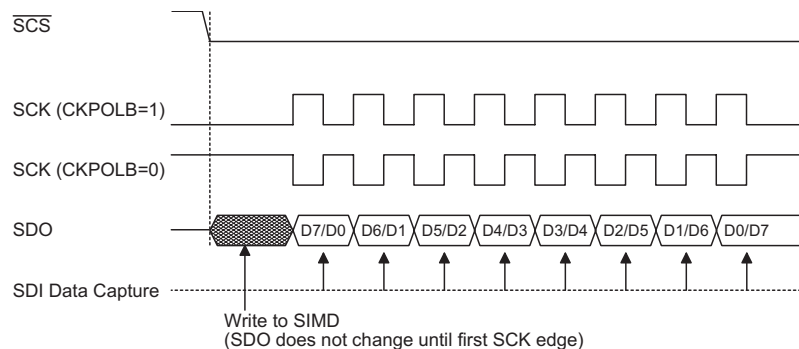 SCS
SCK (CKPOLB=1)
SCK (CKPOLB=0)
SDO
D7/D0 D6/D1 D5/D2 D4/D3 D3/D4 D2/D5 D1/D6 D0/D7
SDI Data Capture
Write to SIMD
(SDO does not change until first SCK edge)